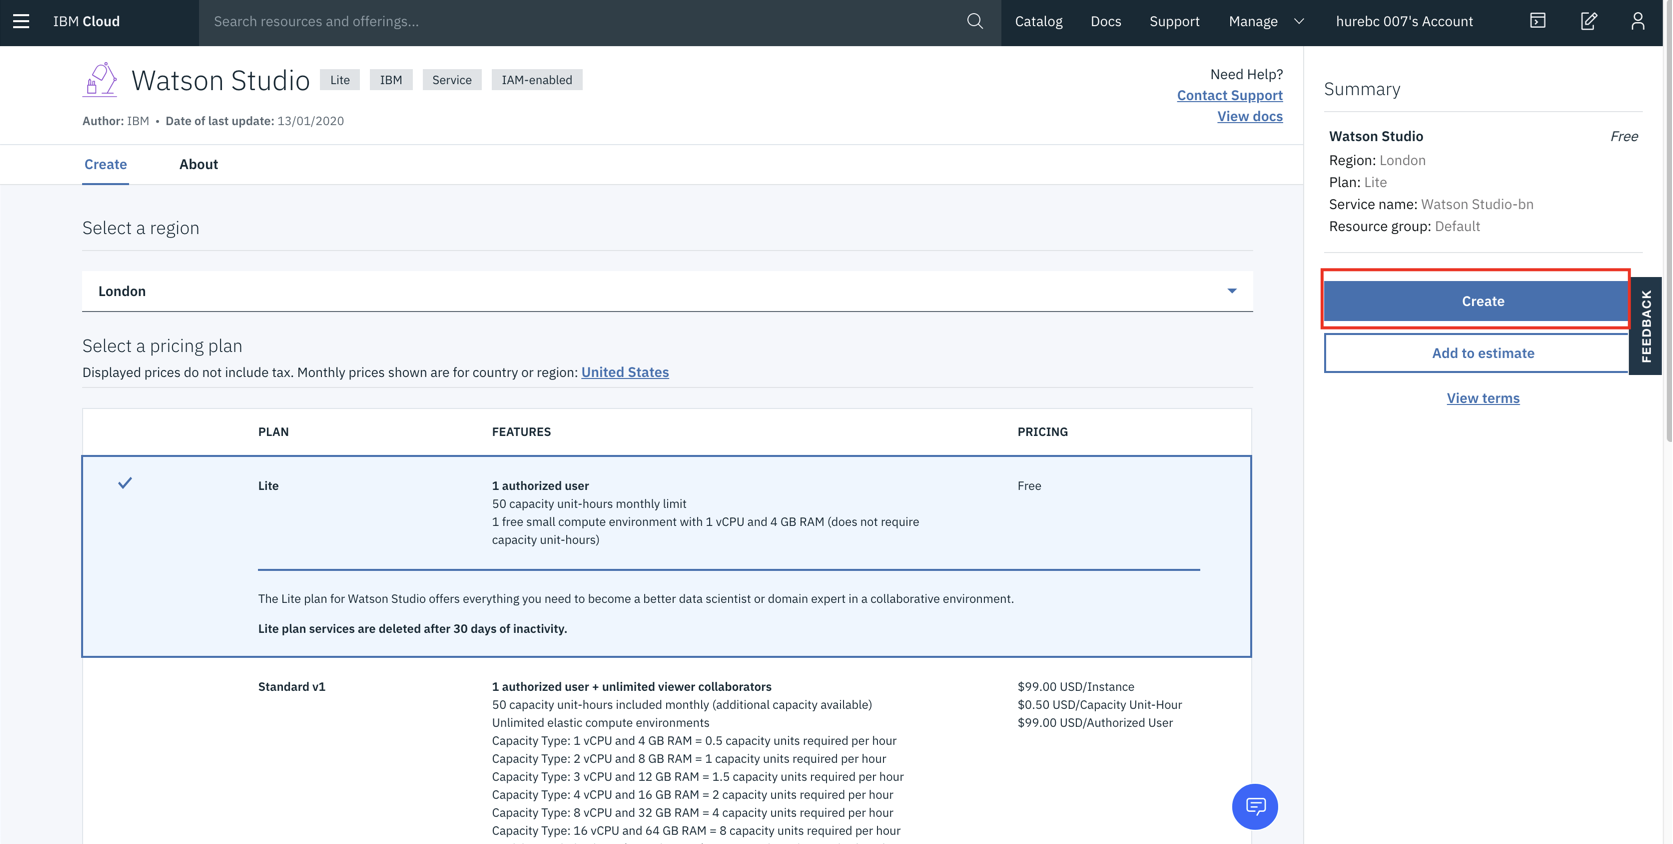 IBM Cloud
Search resources and offerings...
Catalog
Docs
Support
Manage
hurebc 007's Account
Watson Studio
Lite
IBM
Service
IAM-enabled
Author: IBM • Date of last update: 13/01/2020
Need Help?
Contact Support
View docs
Create
About
Select a region
London
Select a pricing plan
Displayed prices do not include tax. Monthly prices shown are for country or region: United States
PLAN
FEATURES
PRICING
Lite
1 authorized user
50 capacity unit-hours monthly limit
1 free small compute environment with 1 vCPU and 4 GB RAM (does not require
capacity unit-hours)
Free
The Lite plan for Watson Studio offers everything you need to become a better data scientist or domain expert in a collaborative environment.
Lite plan services are deleted after 30 days of inactivity.
Standard v1
1 authorized user + unlimited viewer collaborators
50 capacity unit-hours included monthly (additional capacity available)
Unlimited elastic compute environments
Capacity Type: 1 vCPU and 4 GB RAM = 0.5 capacity units required per hour
Capacity Type: 2 vCPU and 8 GB RAM = 1 capacity units required per hour
Capacity Type: 3 vCPU and 12 GB RAM = 1.5 capacity units required per hour
Capacity Type: 4 vCPU and 16 GB RAM = 2 capacity units required per hour
Capacity Type: 8 vCPU and 32 GB RAM = 4 capacity units required per hour
Capacity Type: 16 vCPU and 64 GB RAM = 8 capacity units required per hour
$99.00 USD/Instance
$0.50 USD/Capacity Unit-Hour
$99.00 USD/Authorized User
Summary
Watson Studio
Free
Region: London
Plan: Lite
Service name: Watson Studio-bn
Resource group: Default
Create
Add to estimate
View terms
FEEDBACK